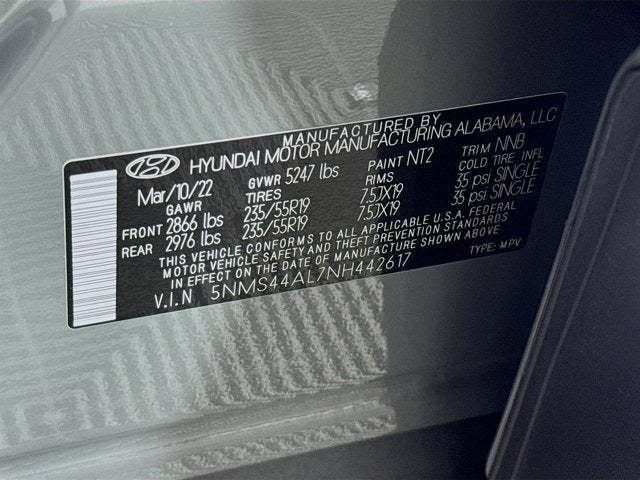 MANUFACTURED BY
HYUNDAI MOTOR MANUFACTURING ALABAMA, LLC
Mar/10/22 GVWR 5247 lbs PAINT NT2 TRIM NNB
GAWR TIRES RIMS COLD TIRE INFL
FRONT 2866 lbs 235/55R19 7.5JX19 35 psi SINGLE
REAR 2976 lbs 235/55R19 7.5JX19 35 psi SINGLE
THIS VEHICLE CONFORMS TO ALL APPLICABLE U.S.A. FEDERAL
MOTOR VEHICLE SAFETY AND THEFT PREVENTION STANDARDS
IN EFFECT ON THE DATE OF MANUFACTURE SHOWN ABOVE
V.I.N 5NMS44AL7NH442617 TYPE: MPV